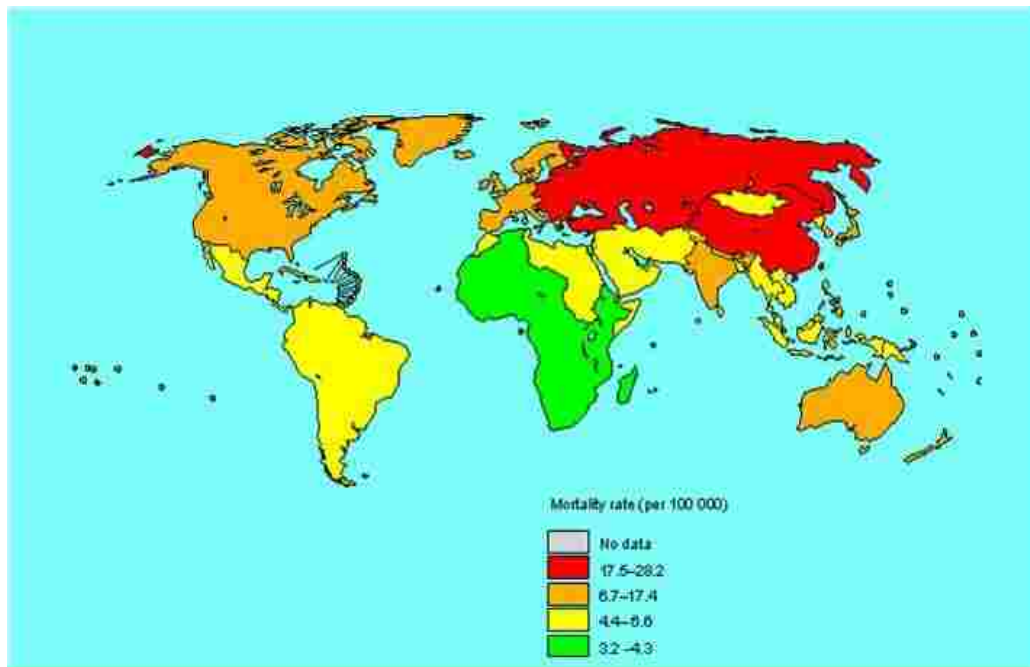 Mortality rate (per 100 000)
No data
17.5–28.2
6.7–17.4
4.4–6.6
3.2–4.3